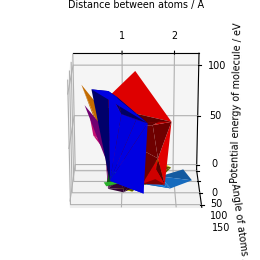 Distance between atoms / A
1 2
100
50
0
Potential energy of molecule / eV
0
50
100
150
Angle of atoms